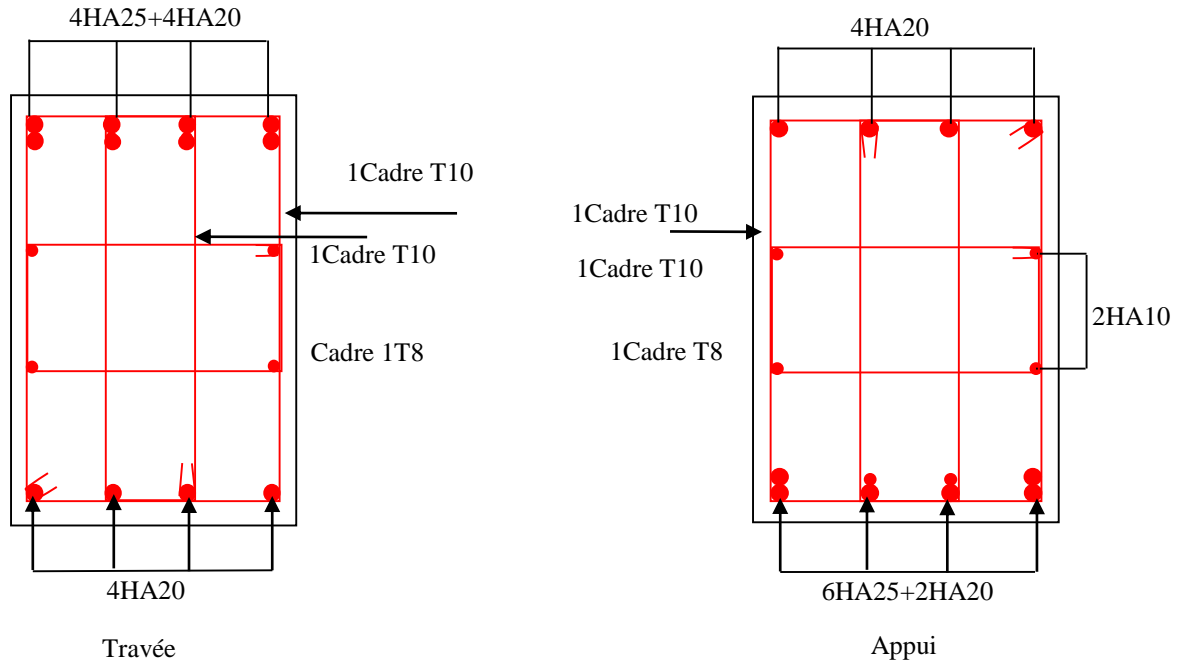 4HA25+4HA20
1Cadre T10
1Cadre T10
Cadre 1T8
4HA20
Travée
4HA20
1Cadre T10
1Cadre T10
1Cadre T8
2HA10
6HA25+2HA20
Appui